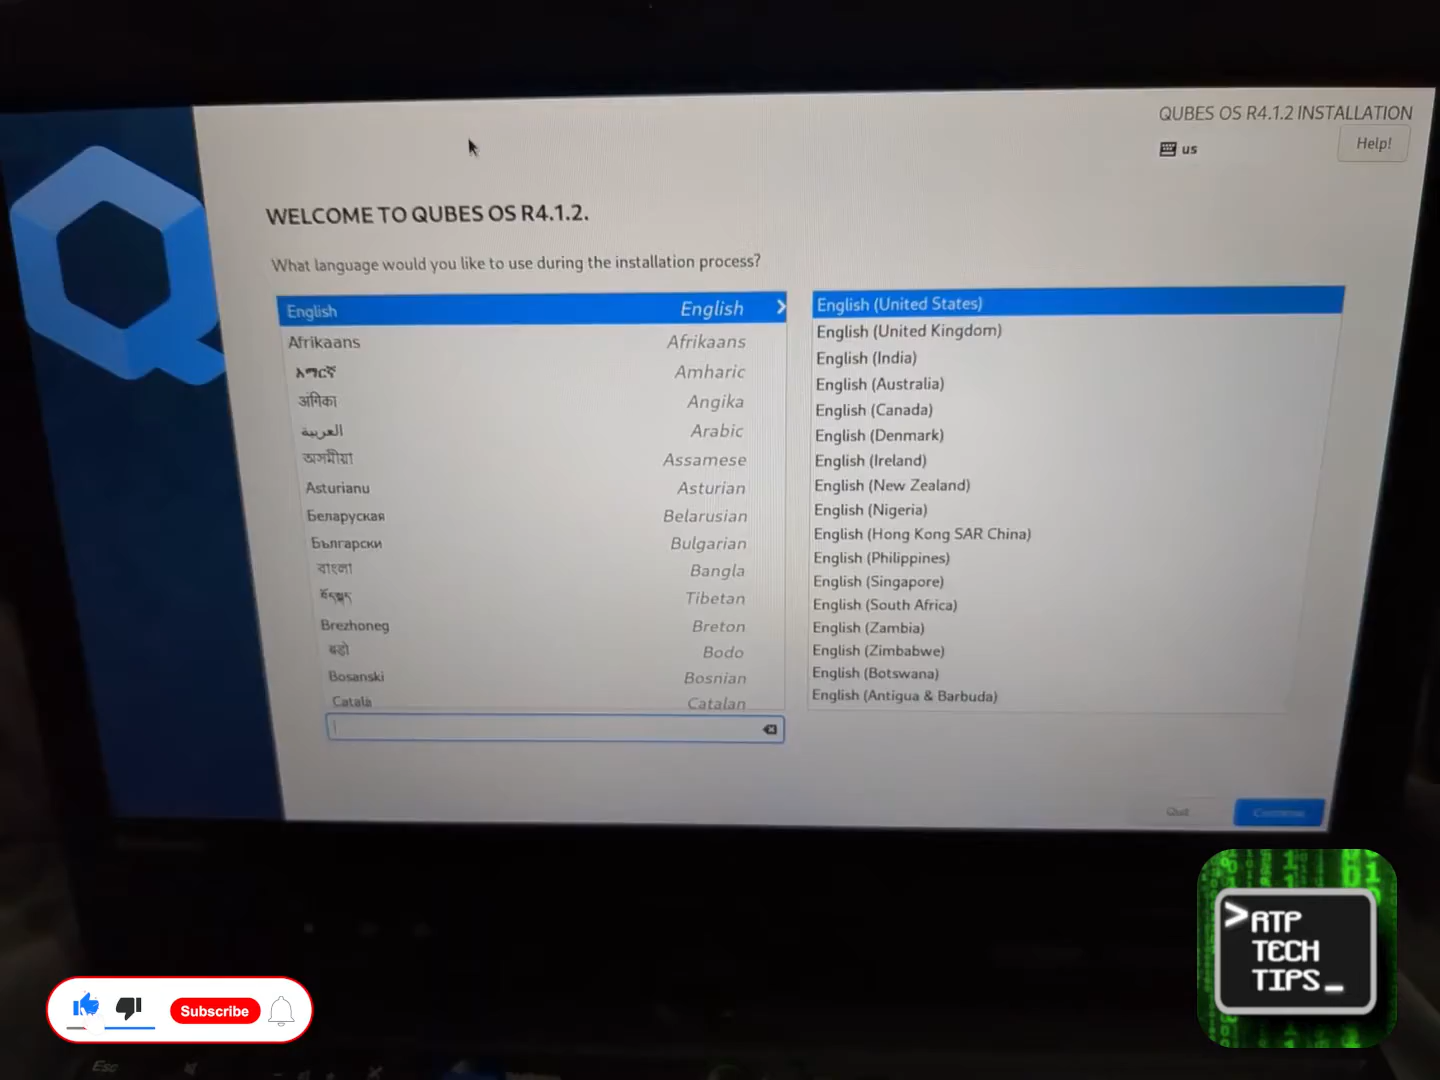 QUBES OS R4.1.2 INSTALLATION
us
Help!
WELCOME TO QUBES OS R4.1.2.
What language would you like to use during the installation process?
English English
Afrikaans Afrikaans
አማርኛ Amharic
अंगिका Angika
العربية Arabic
অসমীয়া Assamese
Asturianu Asturian
Беларуская Belarusian
Български Bulgarian
বাংলা Bangla
Tibetan
Brezhoneg Breton
बड़ो Bodo
Bosanski Bosnian
Català Catalan
English (United States)
English (United Kingdom)
English (India)
English (Australia)
English (Canada)
English (Denmark)
English (Ireland)
English (New Zealand)
English (Nigeria)
English (Hong Kong SAR China)
English (Philippines)
English (Singapore)
English (South Africa)
English (Zambia)
English (Zimbabwe)
English (Botswana)
English (Antigua & Barbuda)
Quit
Continue
>ATP
TECH
TIPS_
Subscribe
Esc